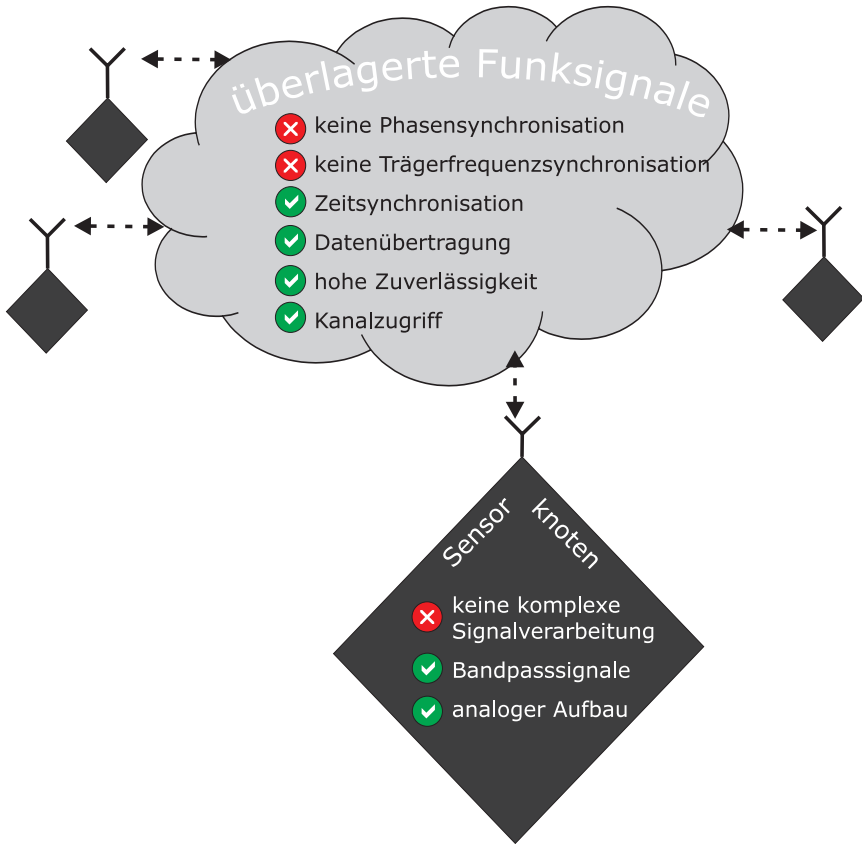 überlagerte Funksignale
keine Phasensynchronisation
keine Trägerfrequenzsynchronisation
Zeitsynchronisation
Datenübertragung
hohe Zuverlässigkeit
Kanalzugriff
Sensor knoten
keine komplexe
Signalverarbeitung
Bandpasssignale
analoger Aufbau